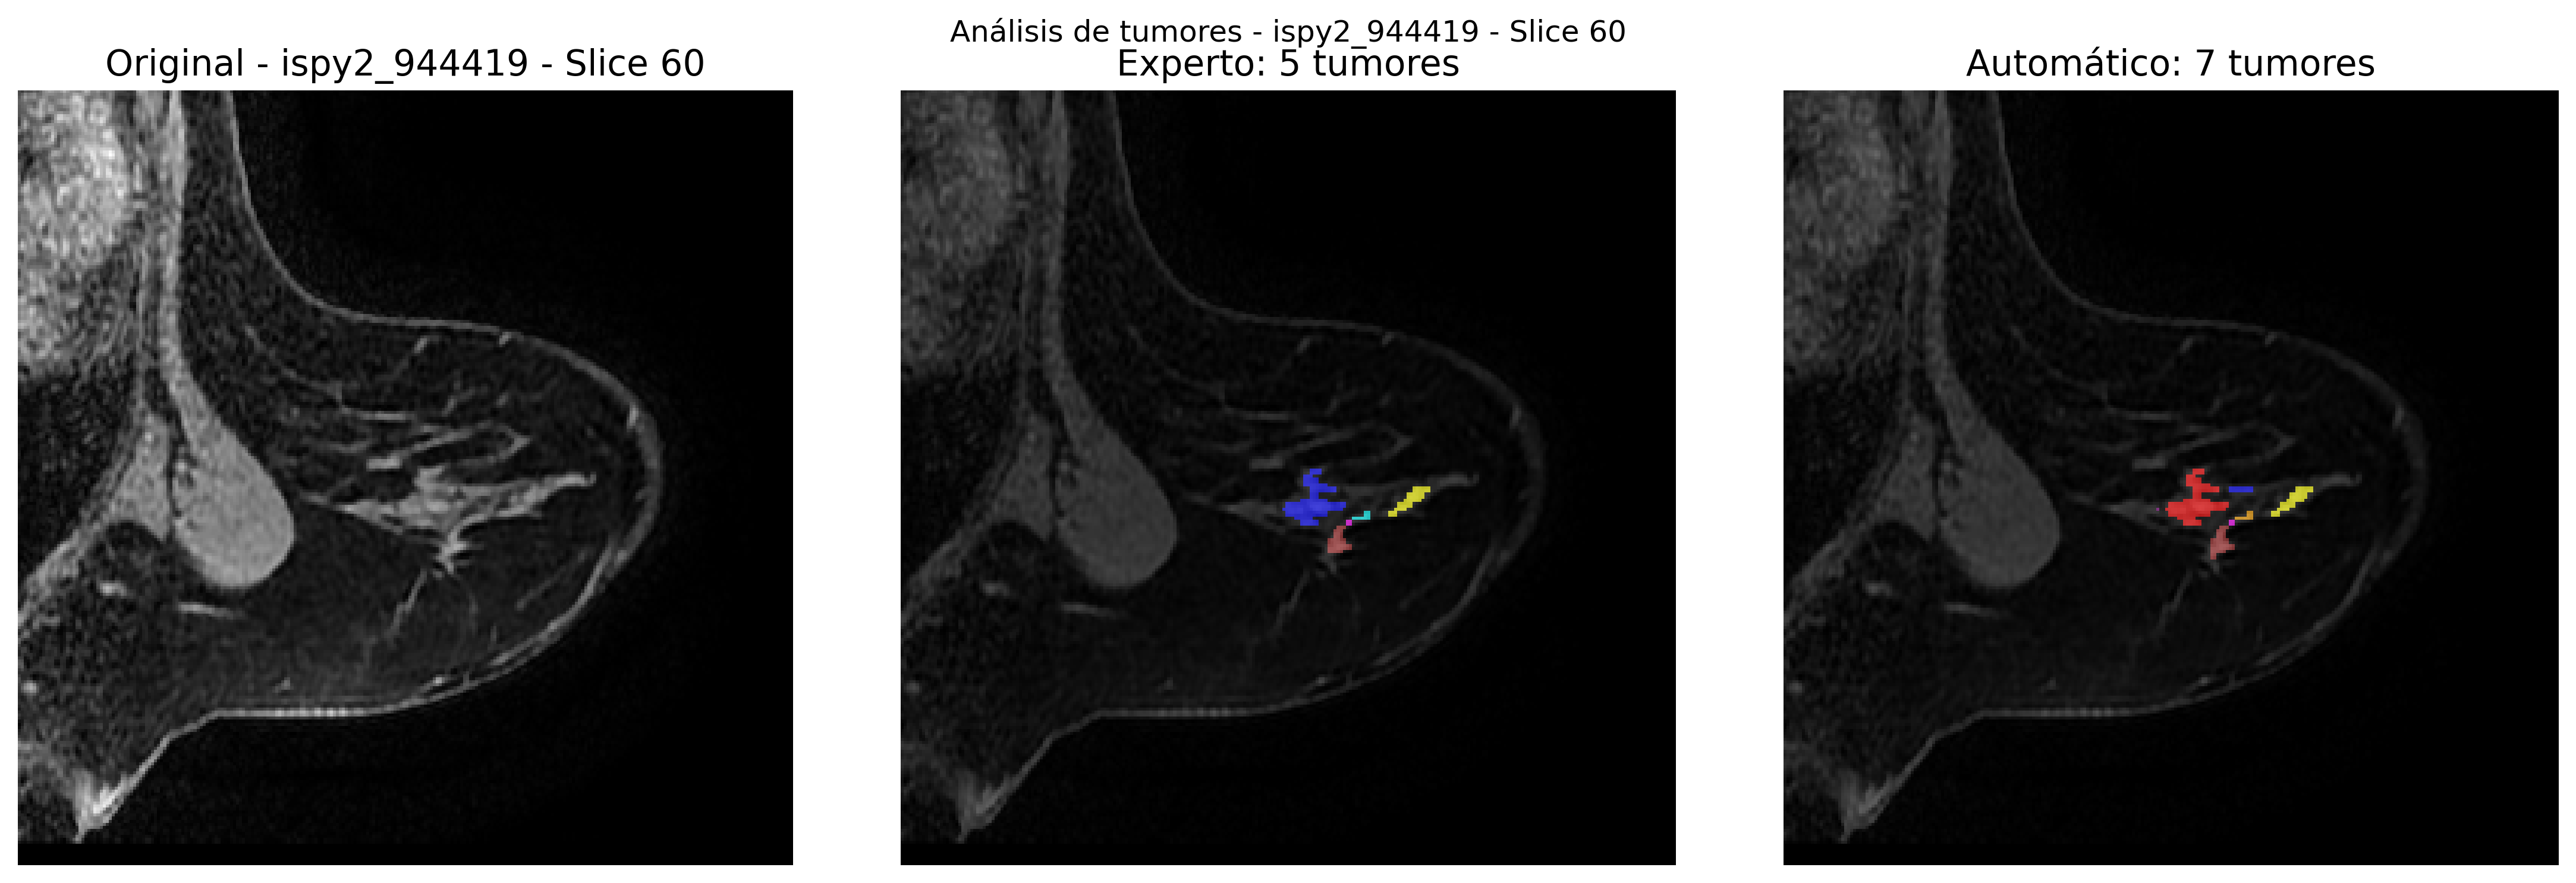 Análisis de tumores - ispy2_944419 - Slice 60
Original - ispy2_944419 - Slice 60
Experto: 5 tumores
Automático: 7 tumores